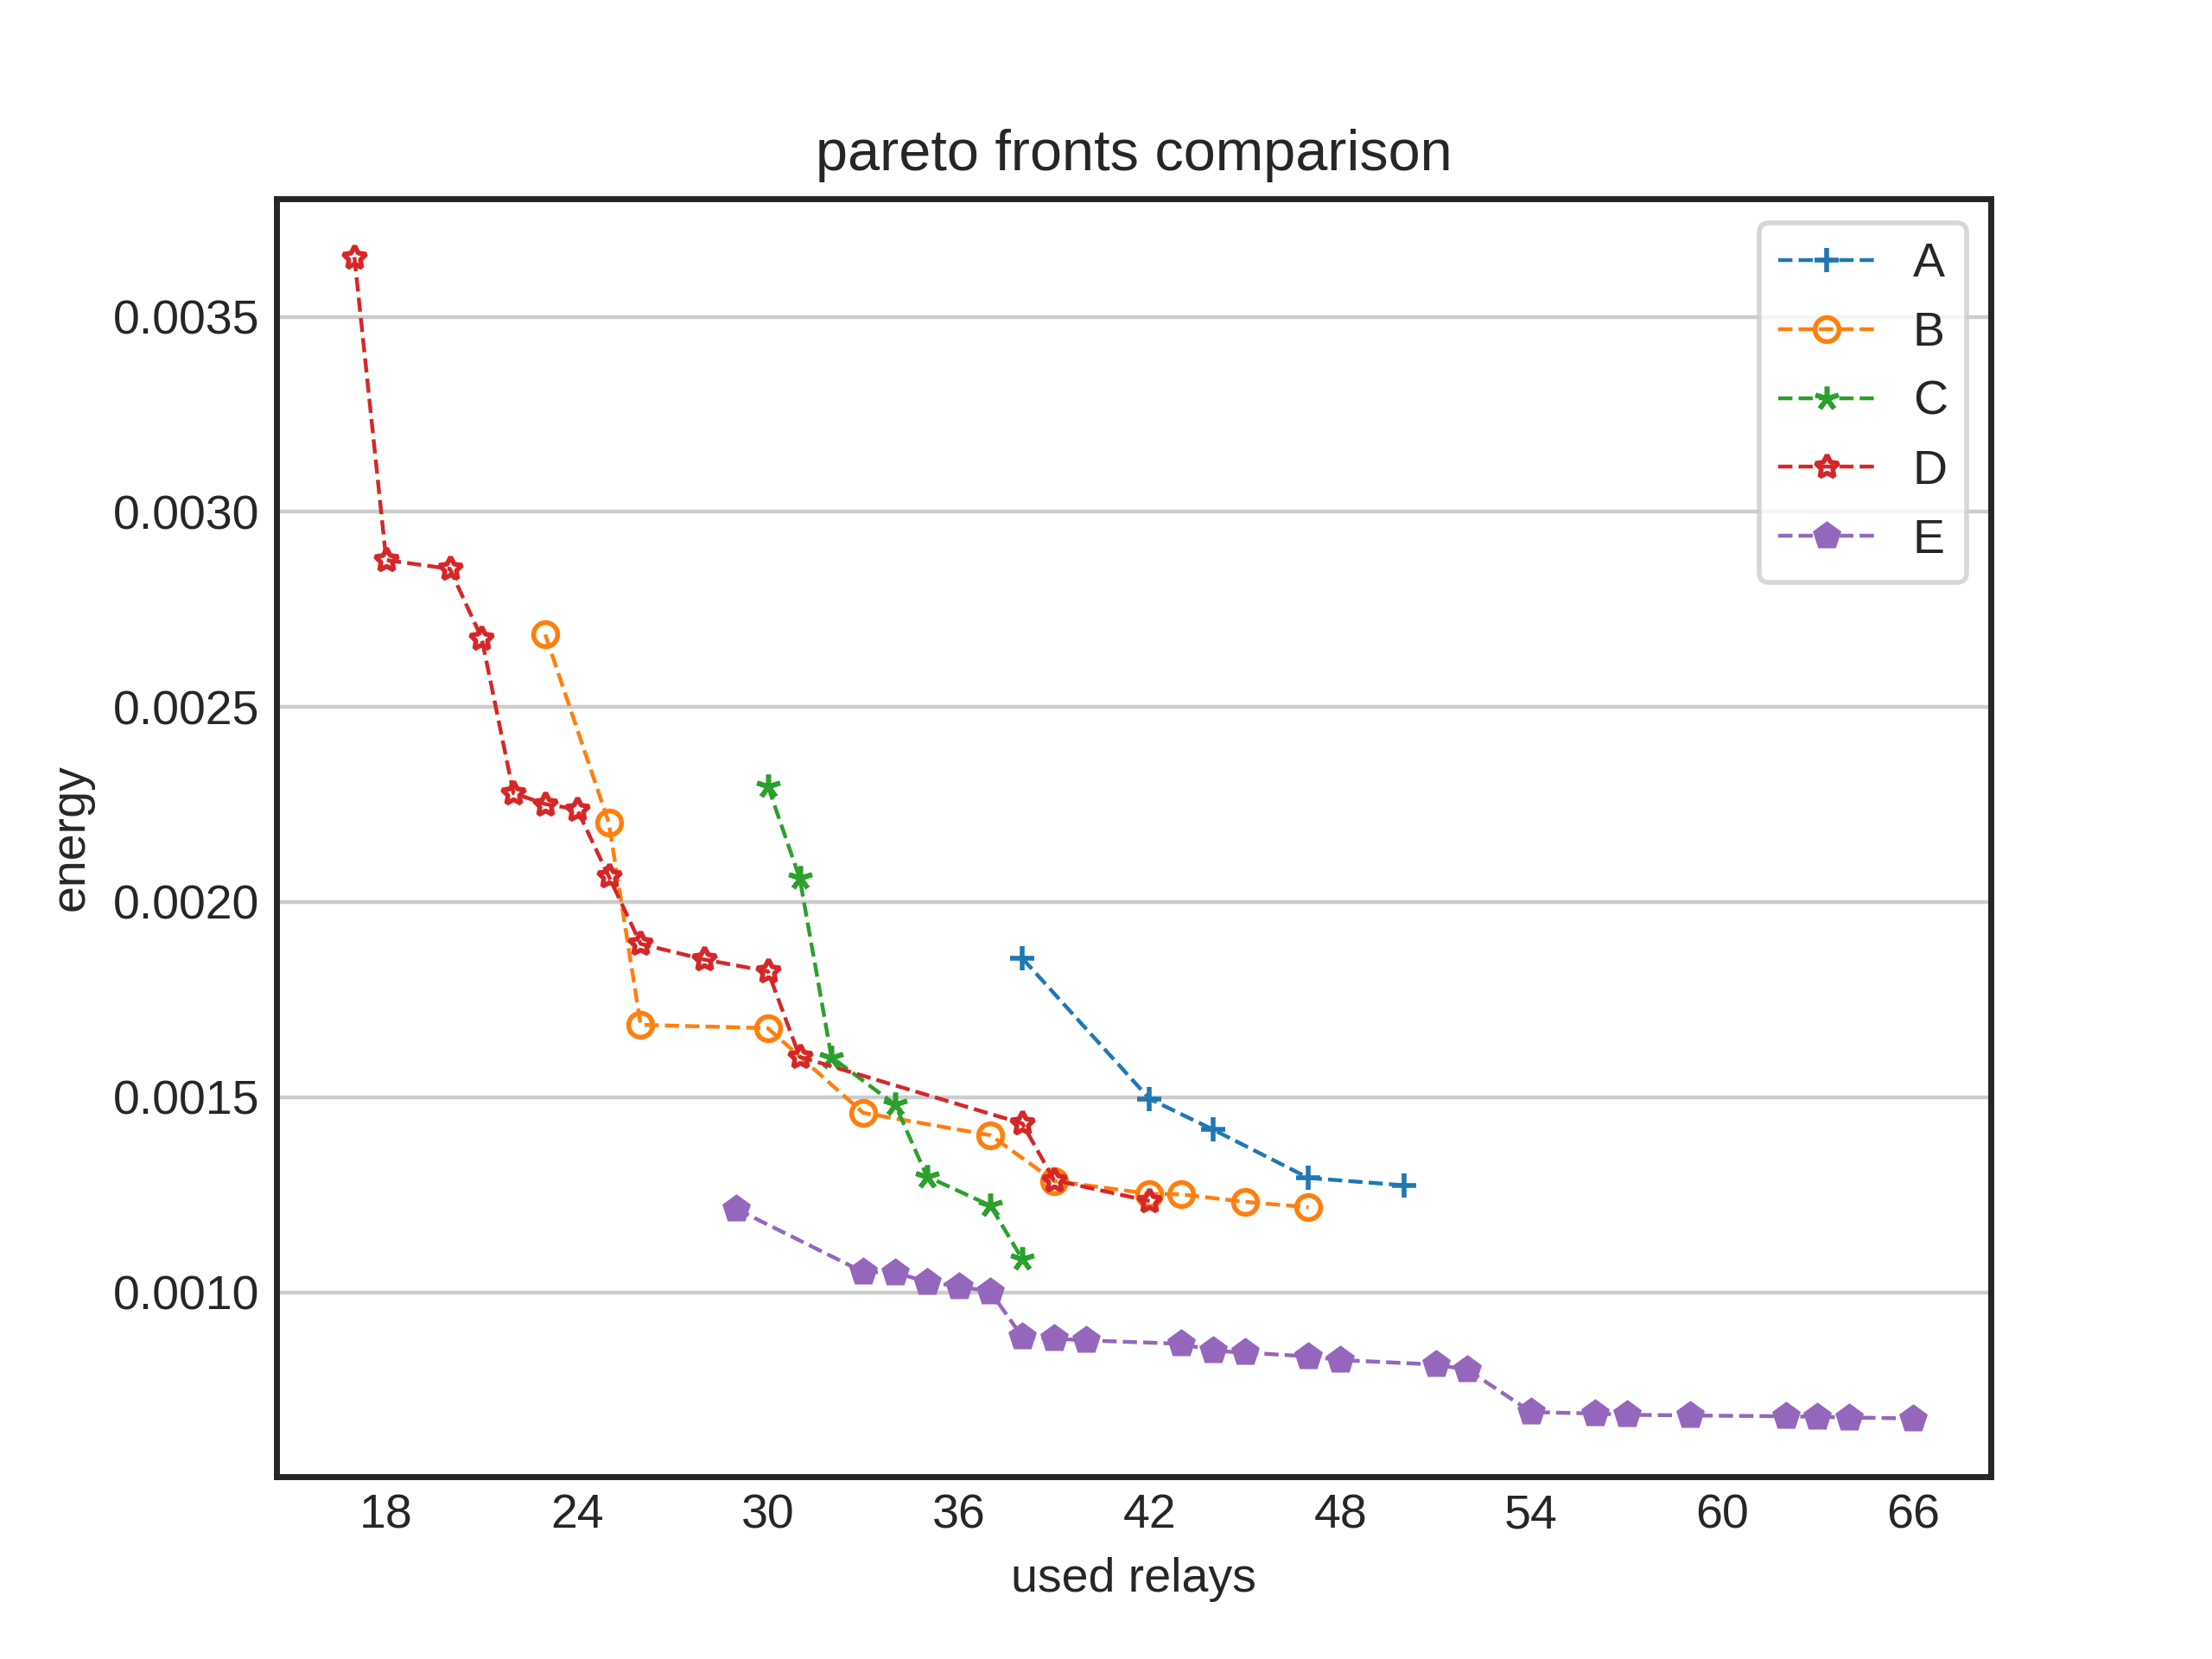 pareto fronts comparison
A
B
C
D
E
0.0035
0.0030
0.0025
0.0020
0.0015
0.0010
energy
18 24 30 36 42 48 54 60 66
used relays